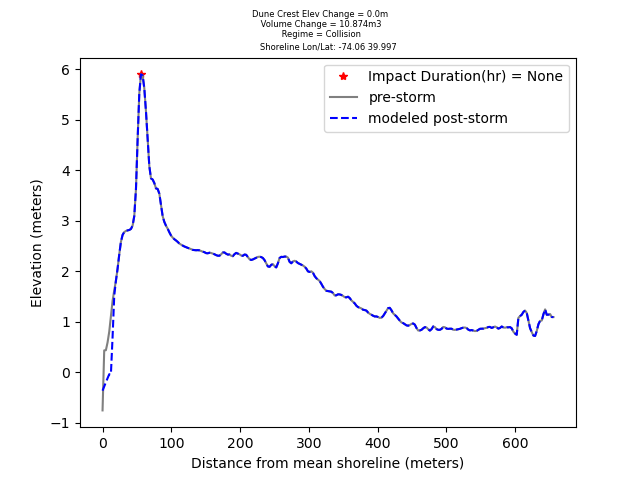 Dune Crest Elev Change = 0.0m
Volume Change = 10.874m3
Regime = Collision
Shoreline Lon/Lat: -74.06 39.997
Impact Duration(hr) = None
pre-storm
modeled post-storm
Elevation (meters)
6
5
4
3
2
1
0
−1
0 100 200 300 400 500 600
Distance from mean shoreline (meters)